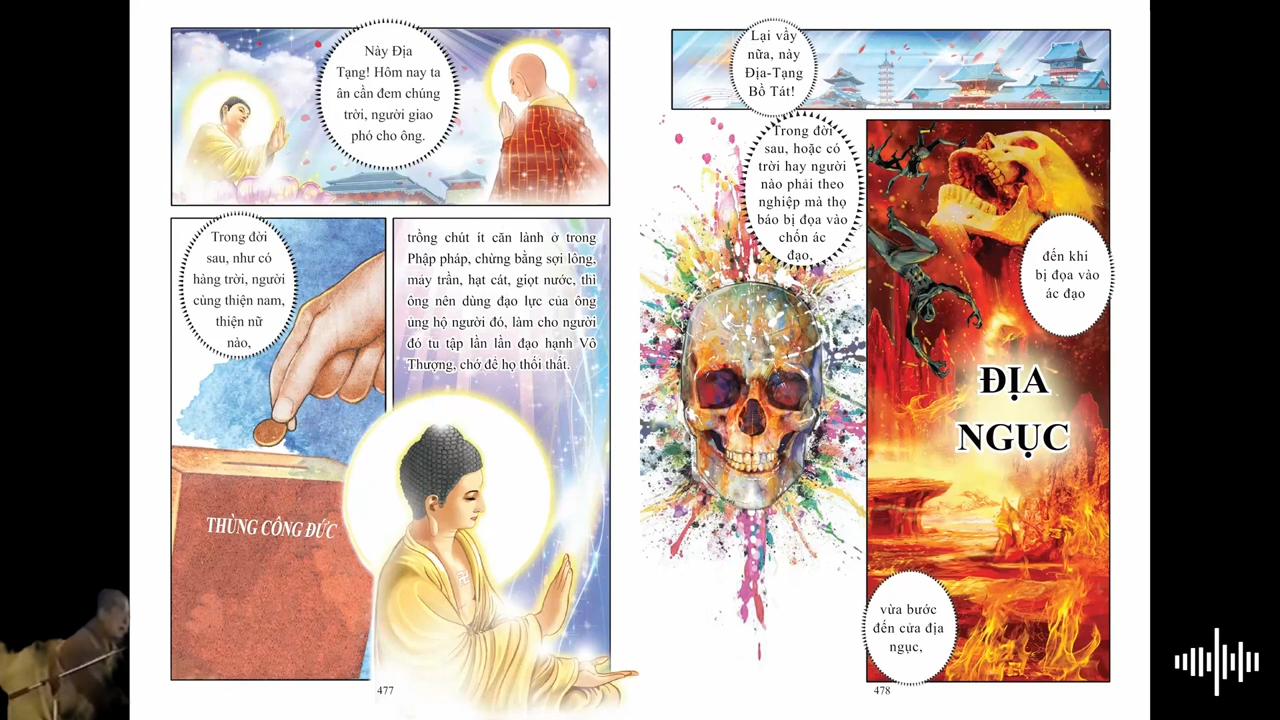 Này Địa
Tạng! Hôm nay ta
ân cần đem chúng
trời, người giao
phó cho ông.
Trong đời
sau, như có
hàng trời, người
cùng thiện nam,
thiện nữ
nào,
trồng chút ít căn lành ở trong
Phập pháp, chừng bằng sợi lông,
mảy trần, hạt cát, giọt nước, thì
ông nên dùng đạo lực của ông
ủng hộ người đó, làm cho người
đó tu tập lần lần đạo hạnh Vô
Thượng, chớ để họ thối thất.
THÙNG CÔNG ĐỨC
477
Lại vầy
nữa, này
Địa-Tạng
Bồ Tát!
Trong đời
sau, hoặc có
trời hay người
nào phải theo
nghiệp mà thọ
báo bị đọa vào
chốn ác
đạo,
đến khi
bị đọa vào
ác đạo
ĐỊA
NGỤC
vừa bước
đến cửa địa
ngục,
478